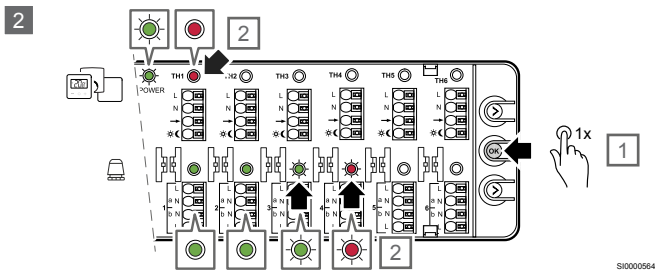 2
2
POWER TH1 TH2 TH3 TH4 TH5 TH6
L L L L L L
N N N N N N
OK
1x
1
L L L L L L
1 a N 2 a N 3 a N 4 a N 5 a N 6 a N
b N b N b N b N b N b N
L L L L L L
2
SI0000564